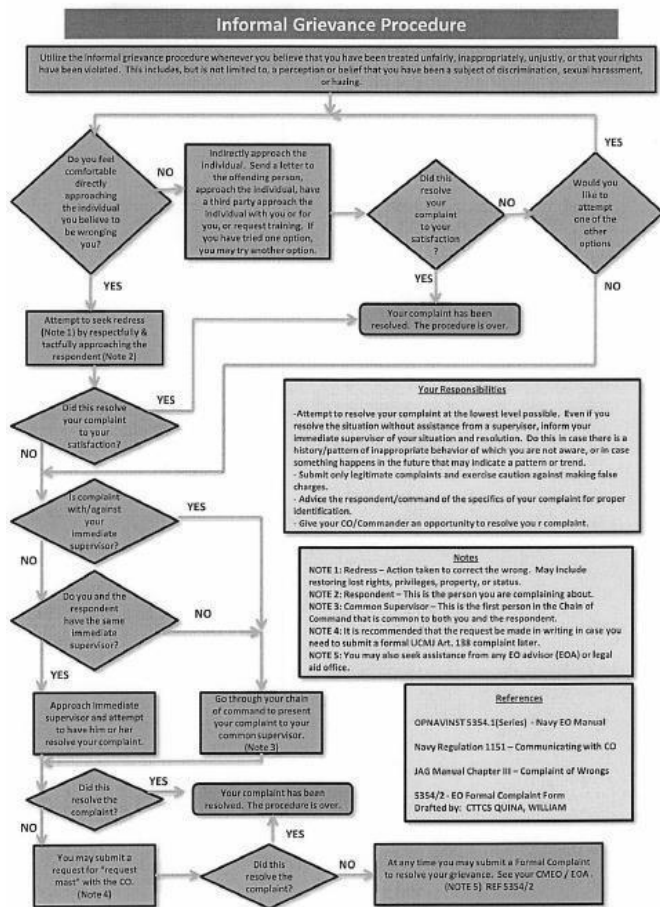 Informal Grievance Procedure
Utilize the informal grievance procedure whenever you believe that you have been treated unfairly, inappropriately, unjustly, or that your rights
have been violated. This includes, but is not limited to, a perception or belief that you have been a subject of discrimination, sexual harassment,
or hazing.
Do you feel
comfortable
directly
approaching
the individual
you believe to
be wronging
you?
NO
Indirectly approach the
individual. Send a letter to
the offending person,
approach the individual, have
a third party approach the
individual with you or for
you, or request training. If
you have tried one option,
you may try another option.
Did this
resolve
your
complaint
to your
satisfaction
?
NO
YES
Would you
like to
attempt
one of the
other
options
YES
YES
NO
Attempt to seek redress
(Note 1) by respectfully &
tactfully approaching the
respondent (Note 2)
Your complaint has been
resolved. The procedure is over.
Did this resolve
your complaint
to your
satisfaction?
YES
NO
Your Responsibilities
-Attempt to resolve your complaint at the lowest level possible. Even if you
resolve the situation without assistance from a supervisor, inform your
immediate supervisor of your situation and resolution. Do this in case there is a
history/pattern of inappropriate behavior of which you are not aware, or in case
something happens in the future that may indicate a pattern or trend.
- Submit only legitimate complaints and exercise caution against making false
charges.
- Advice the respondent/command of the specifics of your complaint for proper
identification.
- Give your CO/Commander an opportunity to resolve your complaint.
Is complaint
with/against
your
immediate
supervisor?
YES
NO
Do you and the
respondent
have the same
immediate
supervisor?
NO
YES
Notes
NOTE 1: Redress – Action taken to correct the wrong. May include
restoring lost rights, privileges, property, or status.
NOTE 2: Respondent – This is the person you are complaining about.
NOTE 3: Common Supervisor – This is the first person in the Chain of
Command that is common to both you and the respondent.
NOTE 4: It is recommended that the request be made in writing in case you
need to submit a formal UCMJ Art. 138 complaint later.
NOTE 5: You may also seek assistance from any EO advisor (EOA) or legal
aid office.
Approach Immediate
supervisor and attempt
to have him or her
resolve your complaint.
Go through your chain
of command to present
your complaint to your
common supervisor.
(Note 3)
References
OPNAVINST 5354.1(Series) - Navy EO Manual
Navy Regulation 1151 – Communicating with CO
JAG Manual Chapter III – Complaint of Wrongs
5354/2 - EO Formal Complaint Form
Drafted by: CTTCS QUINA, WILLIAM
Did this
resolve the
complaint?
YES
NO
Your complaint has been
resolved. The procedure is over.
YES
You may submit a
request for "request
mast" with the CO.
(Note 4)
Did this
resolve the
complaint?
NO
At any time you may submit a Formal Complaint
to resolve your grievance. See your CMEO / EOA .
(NOTE 5) REF 5354/2